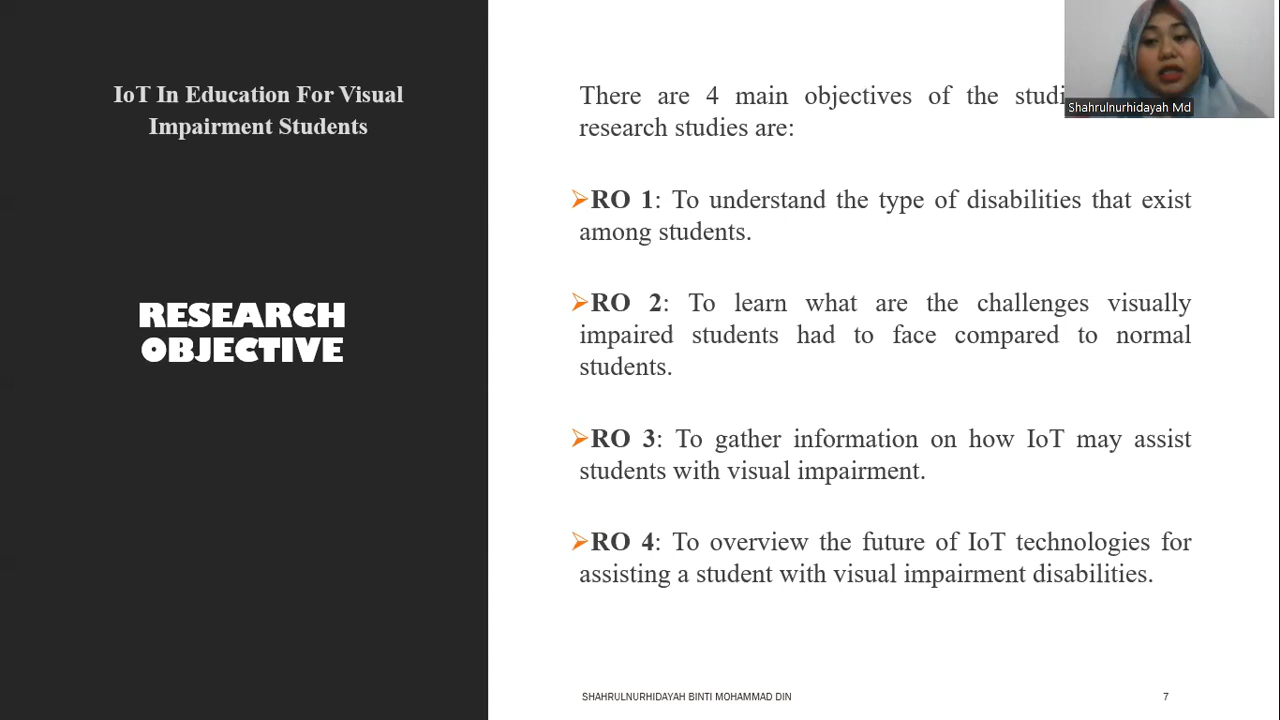 IoT In Education For Visual
Impairment Students
RESEARCH
OBJECTIVE
There are 4 main objectives of the
research studies are:
➢RO 1: To understand the type of disabilities that exist
among students.
➢RO 2: To learn what are the challenges visually
impaired students had to face compared to normal
students.
➢RO 3: To gather information on how IoT may assist
students with visual impairment.
➢RO 4: To overview the future of IoT technologies for
assisting a student with visual impairment disabilities.
Shahrulnurhidayah Md
SHAHRULNURHIDAYAH BINTI MOHAMMAD DIN
7